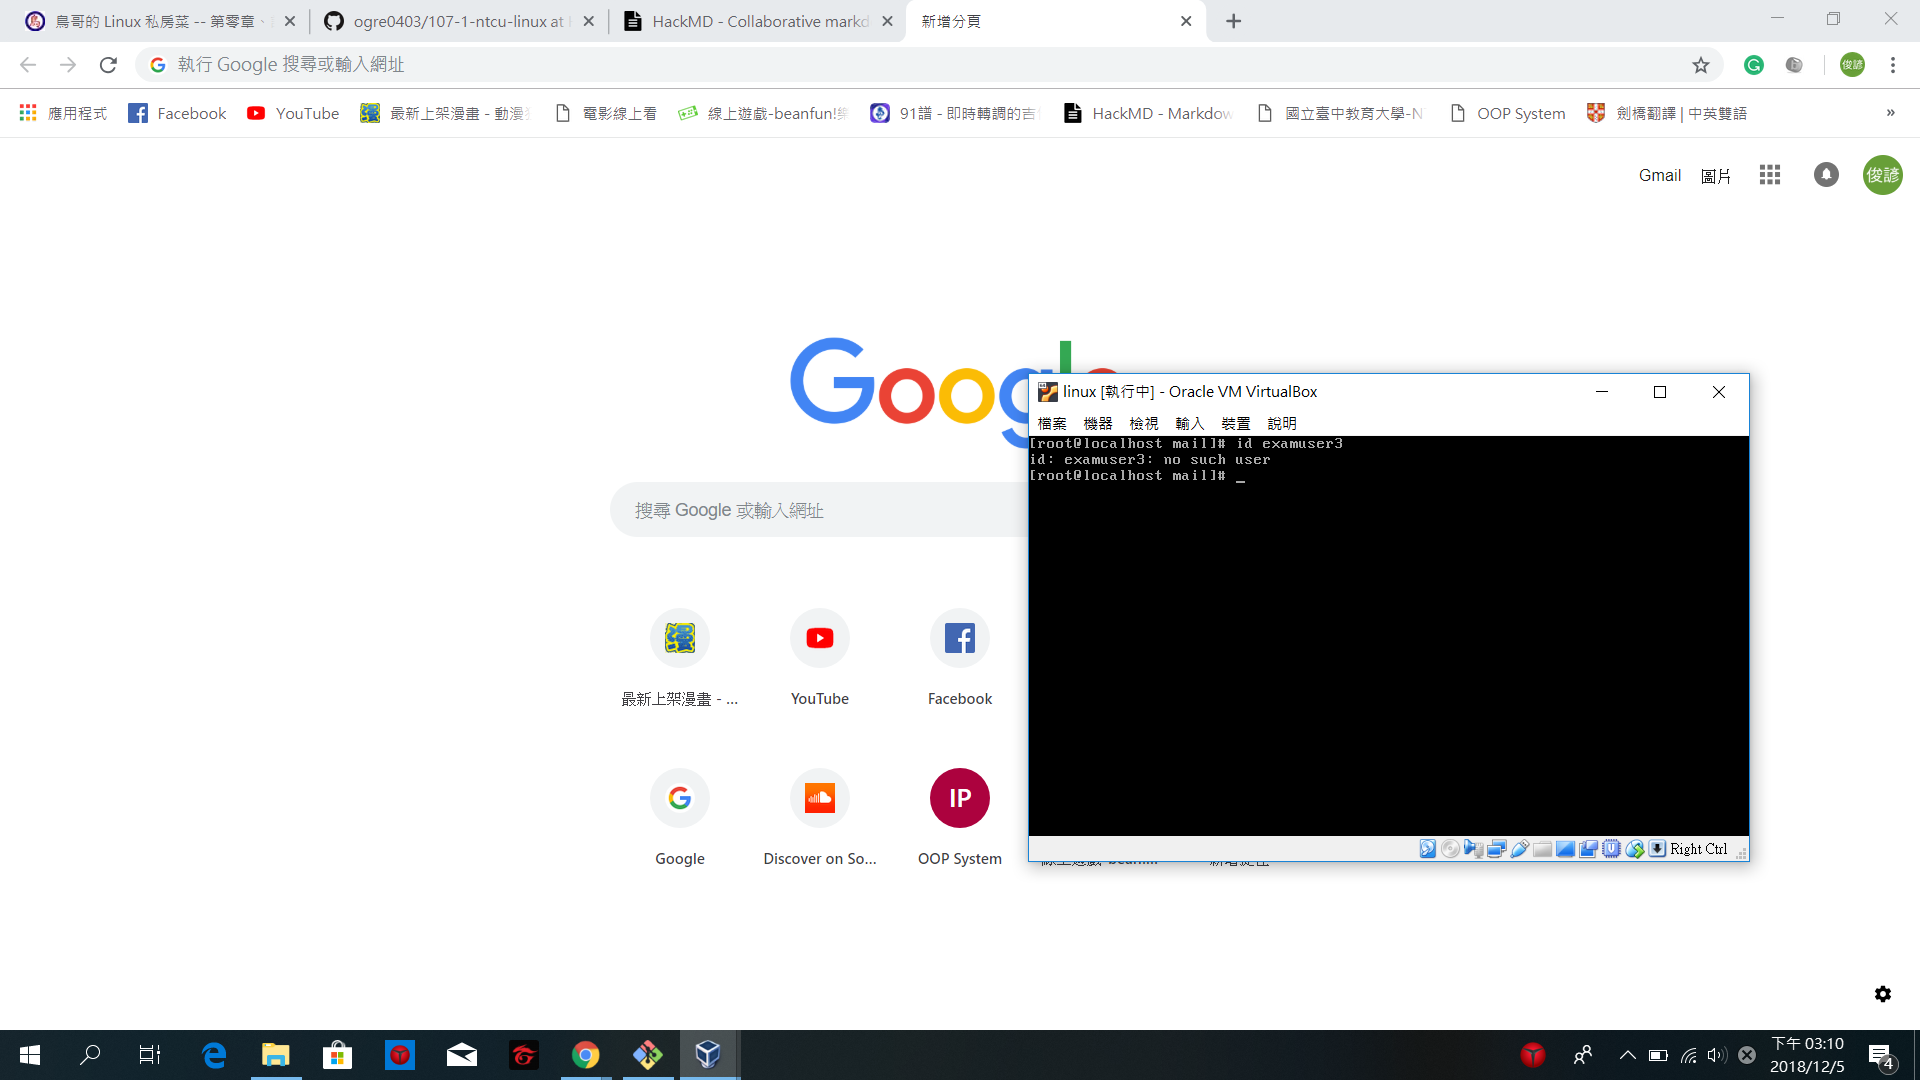 鳥哥的 Linux 私房菜 -- 第零章、
ogre0403/107-1-ntcu-linux at
HackMD - Collaborative markd
新增分頁
執行 Google 搜尋或輸入網址
俊諺
應用程式
Facebook
YouTube
最新上架漫畫 - 動漫
電影線上看
線上遊戲-beanfun!
91譜 - 即時轉調的吉
HackMD - Markdow
國立臺中教育大學-N
OOP System
劍橋翻譯 | 中英雙語
»
Gmail
圖片
俊諺
Goog
搜尋 Google 或輸入網址
最新上架漫畫 - ...
YouTube
Facebook
漫
Google
Discover on So...
IP
OOP System
linux [執行中] - Oracle VM VirtualBox
檔案 機器 檢視 輸入 裝置 說明
[root@localhost mail]# id examuser3
id: examuser3: no such user
[root@localhost mail]# _
Right Ctrl
下午 03:10
2018/12/5
4